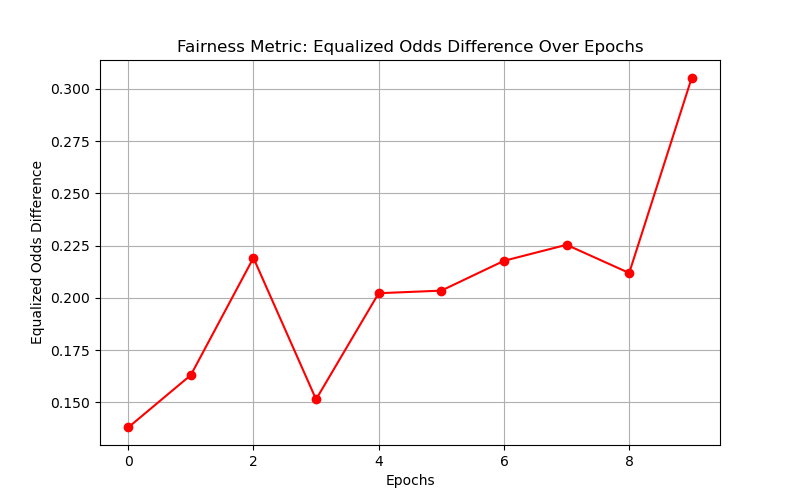 Fairness Metric: Equalized Odds Difference Over Epochs
0.300
0.275
0.250
0.225
0.200
0.175
0.150
Equalized Odds Difference
0 2 4 6 8
Epochs